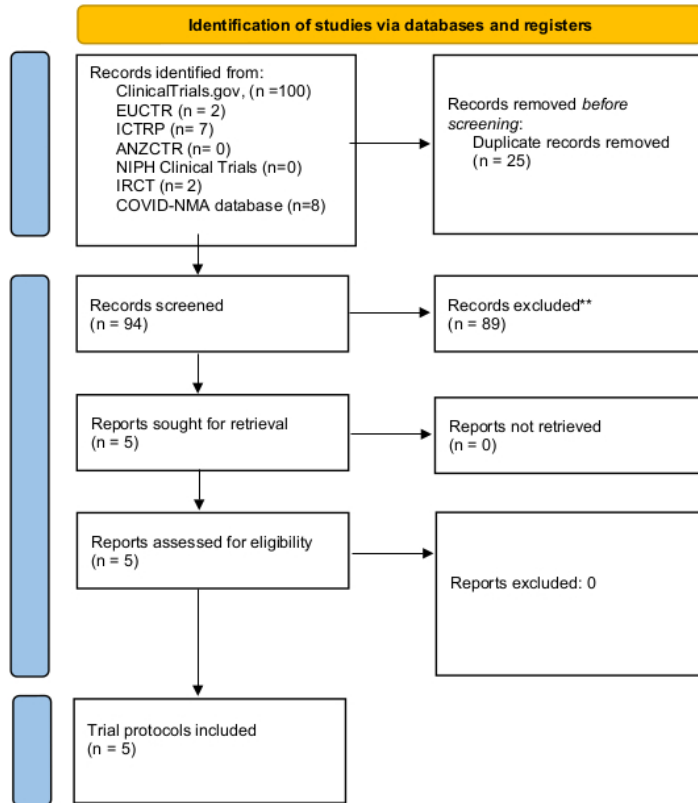 Identification of studies via databases and registers
Records identified from:
ClinicalTrials.gov, (n =100)
EUCTR (n = 2)
ICTRP (n= 7)
ANZCTR (n= 0)
NIPH Clinical Trials (n=0)
IRCT (n= 2)
COVID-NMA database (n=8)
Records removed before
screening:
Duplicate records removed
(n = 25)
Records screened
(n = 94)
Records excluded**
(n = 89)
Reports sought for retrieval
(n = 5)
Reports not retrieved
(n = 0)
Reports assessed for eligibility
(n = 5)
Reports excluded: 0
Trial protocols included
(n = 5)